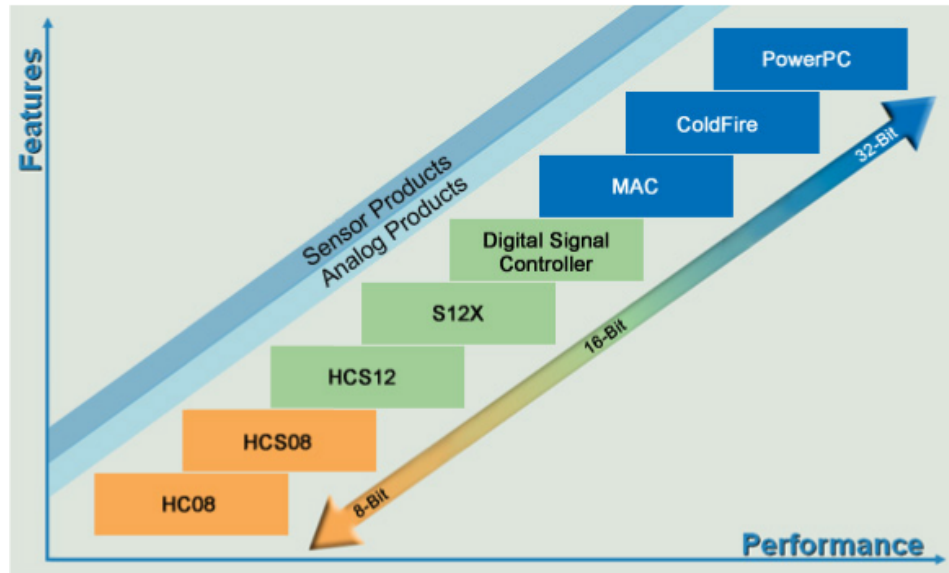 Features
PowerPC
ColdFire
32-Bit
MAC
Sensor Products
Analog Products
Digital Signal
Controller
S12X
16-Bit
HCS12
HCS08
HC08
8-Bit
Performance